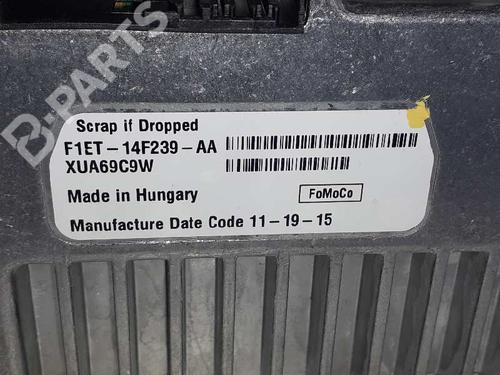 B-PARTS
Scrap if Dropped
F1ET-14F239-AA
XUA69C9W
Made in Hungary
FoMoCo
Manufacture Date Code 11-19-15